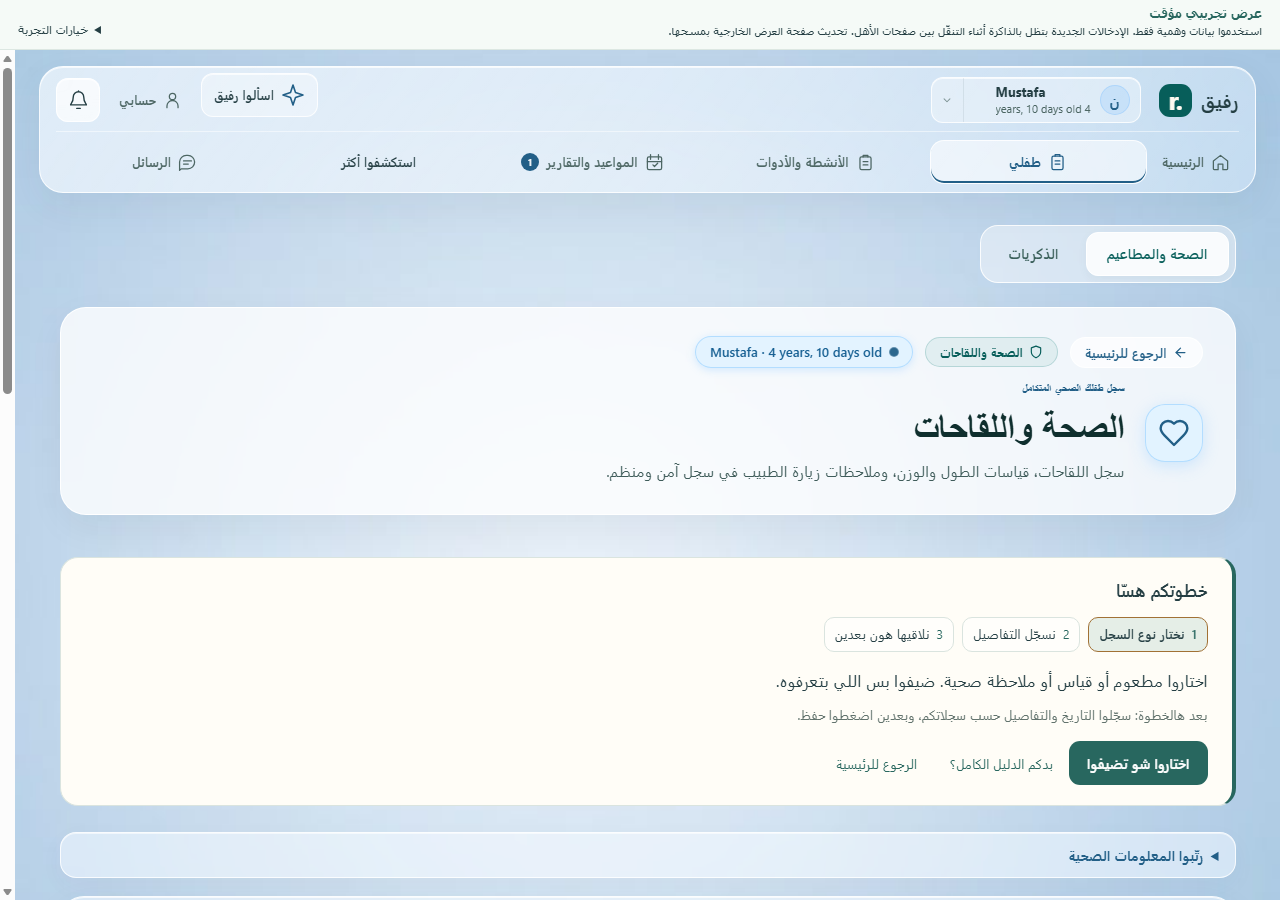 عرض تجريبي مؤقت
استخدموا بيانات وهمية فقط. الإدخالات الجديدة بتظل بالذاكرة أثناء التنقّل بين صفحات الأهل. تحديث صفحة العرض الخارجية بمسحها.
خيارات التجربة
رفيق
r.
ن
Mustafa
years, 10 days old 4
اسألوا رفيق
حسابي
الرئيسية
طفلي
الأنشطة والأدوات
المواعيد والتقارير 1
استكشفوا أكثر
الرسائل
الصحة والمطاعيم
الذكريات
الرجوع للرئيسية
الصحة واللقاحات
Mustafa · 4 years, 10 days old
سجل طفلك الصحي المتكامل
الصحة واللقاحات
سجل اللقاحات، قياسات الطول والوزن، وملاحظات زيارة الطبيب في سجل آمن ومنظم.
خطوتكم هسّا
1 نختار نوع السجل
2 نسجّل التفاصيل
3 نلاقيها هون بعدين
اختاروا مطعوم أو قياس أو ملاحظة صحية. ضيفوا بس اللي بتعرفوه.
بعد هالخطوة: سجّلوا التاريخ والتفاصيل حسب سجلاتكم، وبعدين اضغطوا حفظ.
اختاروا شو تضيفوا
بدكم الدليل الكامل؟
الرجوع للرئيسية
رتّبوا المعلومات الصحية